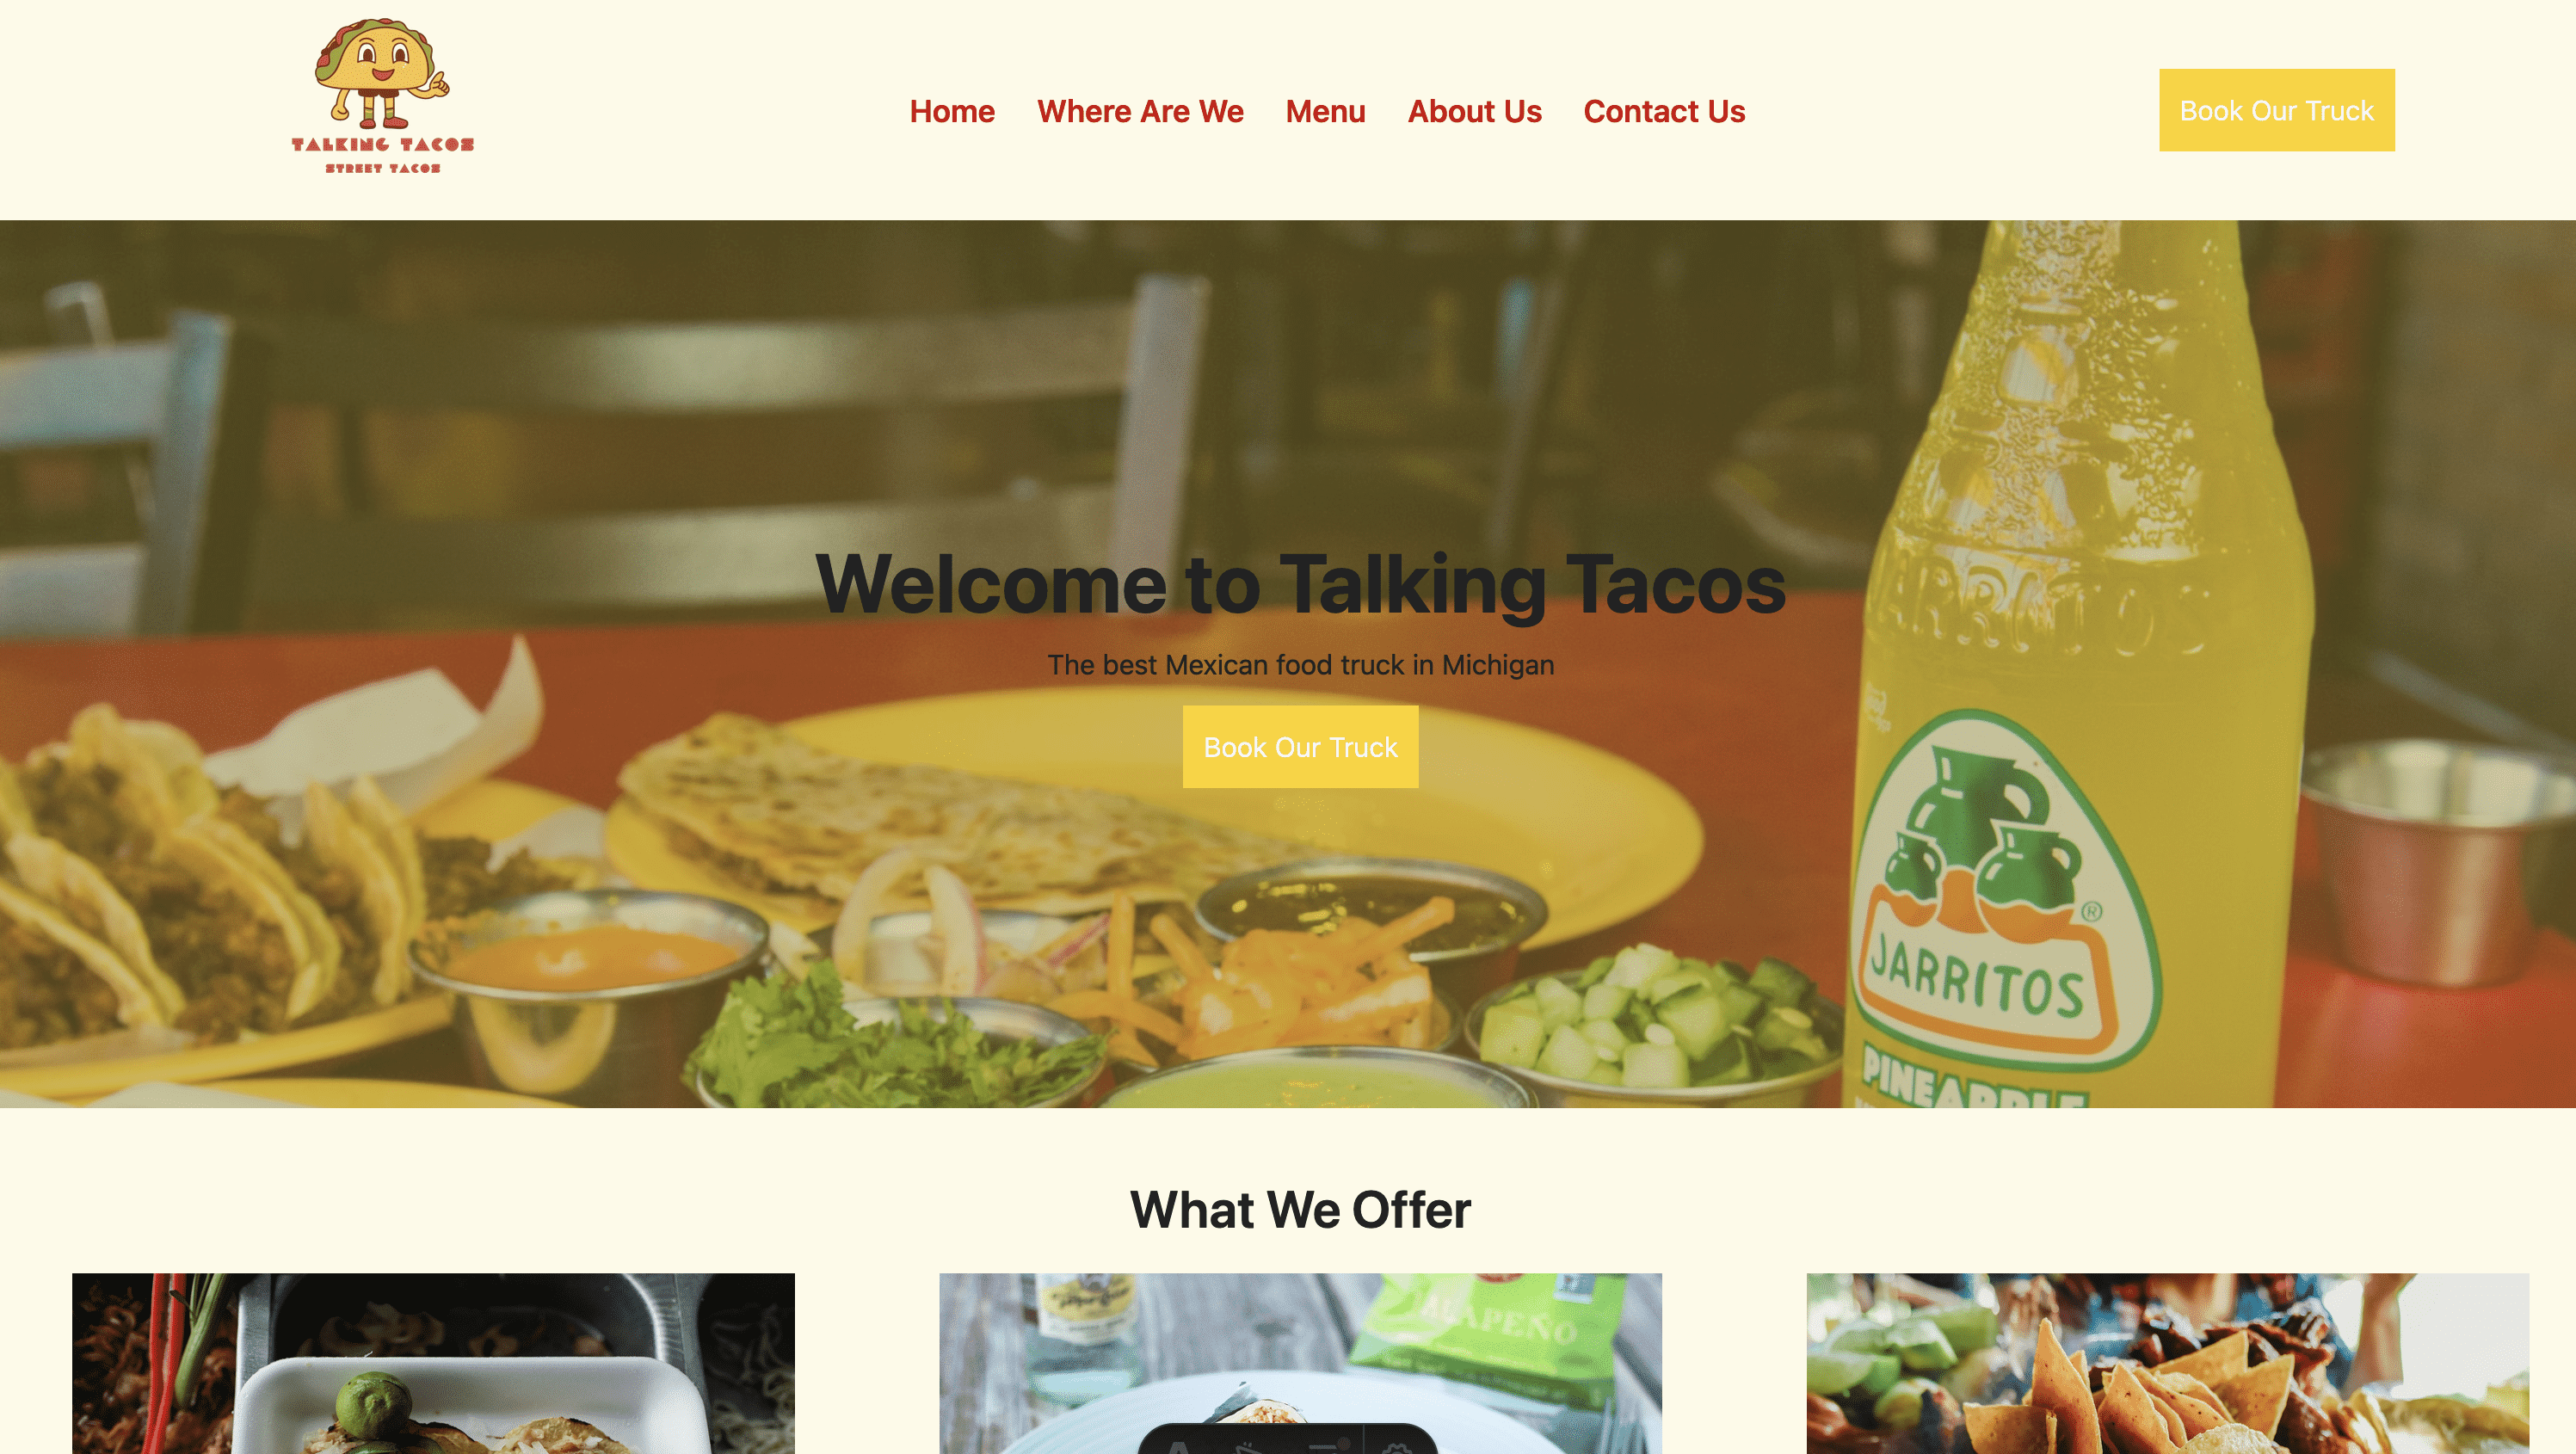 TALKING TACOS
STREET TACOS
Home Where Are We Menu About Us Contact Us
Book Our Truck
Welcome to Talking Tacos
The best Mexican food truck in Michigan
Book Our Truck
JARRITOS
®
JARRITOS
PINEAPPLE
What We Offer
JALAPEÑO